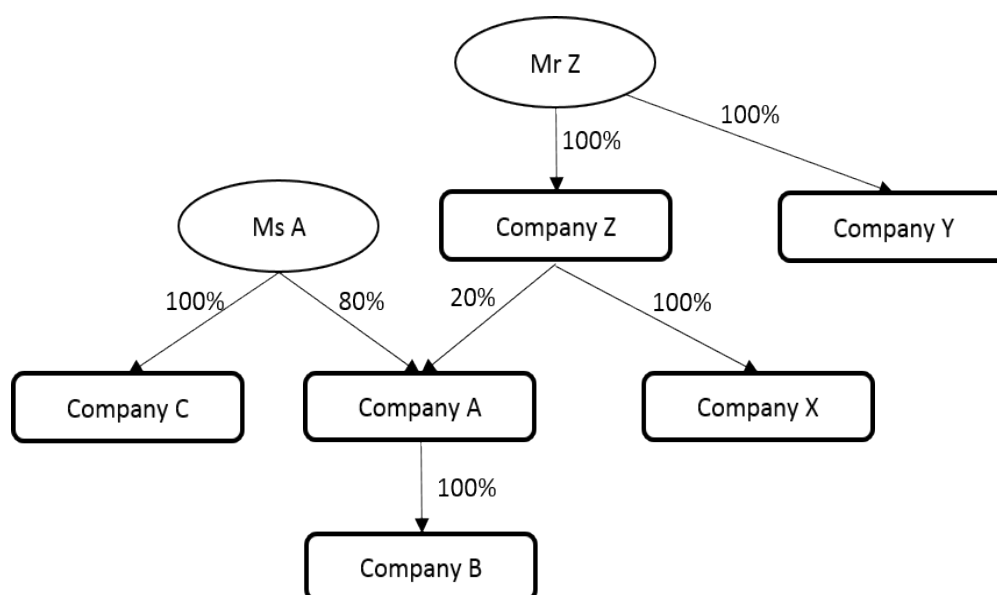 Mr Z
100%
100%
Ms A
Company Z
Company Y
100%
80%
20%
100%
Company C
Company A
Company X
100%
Company B